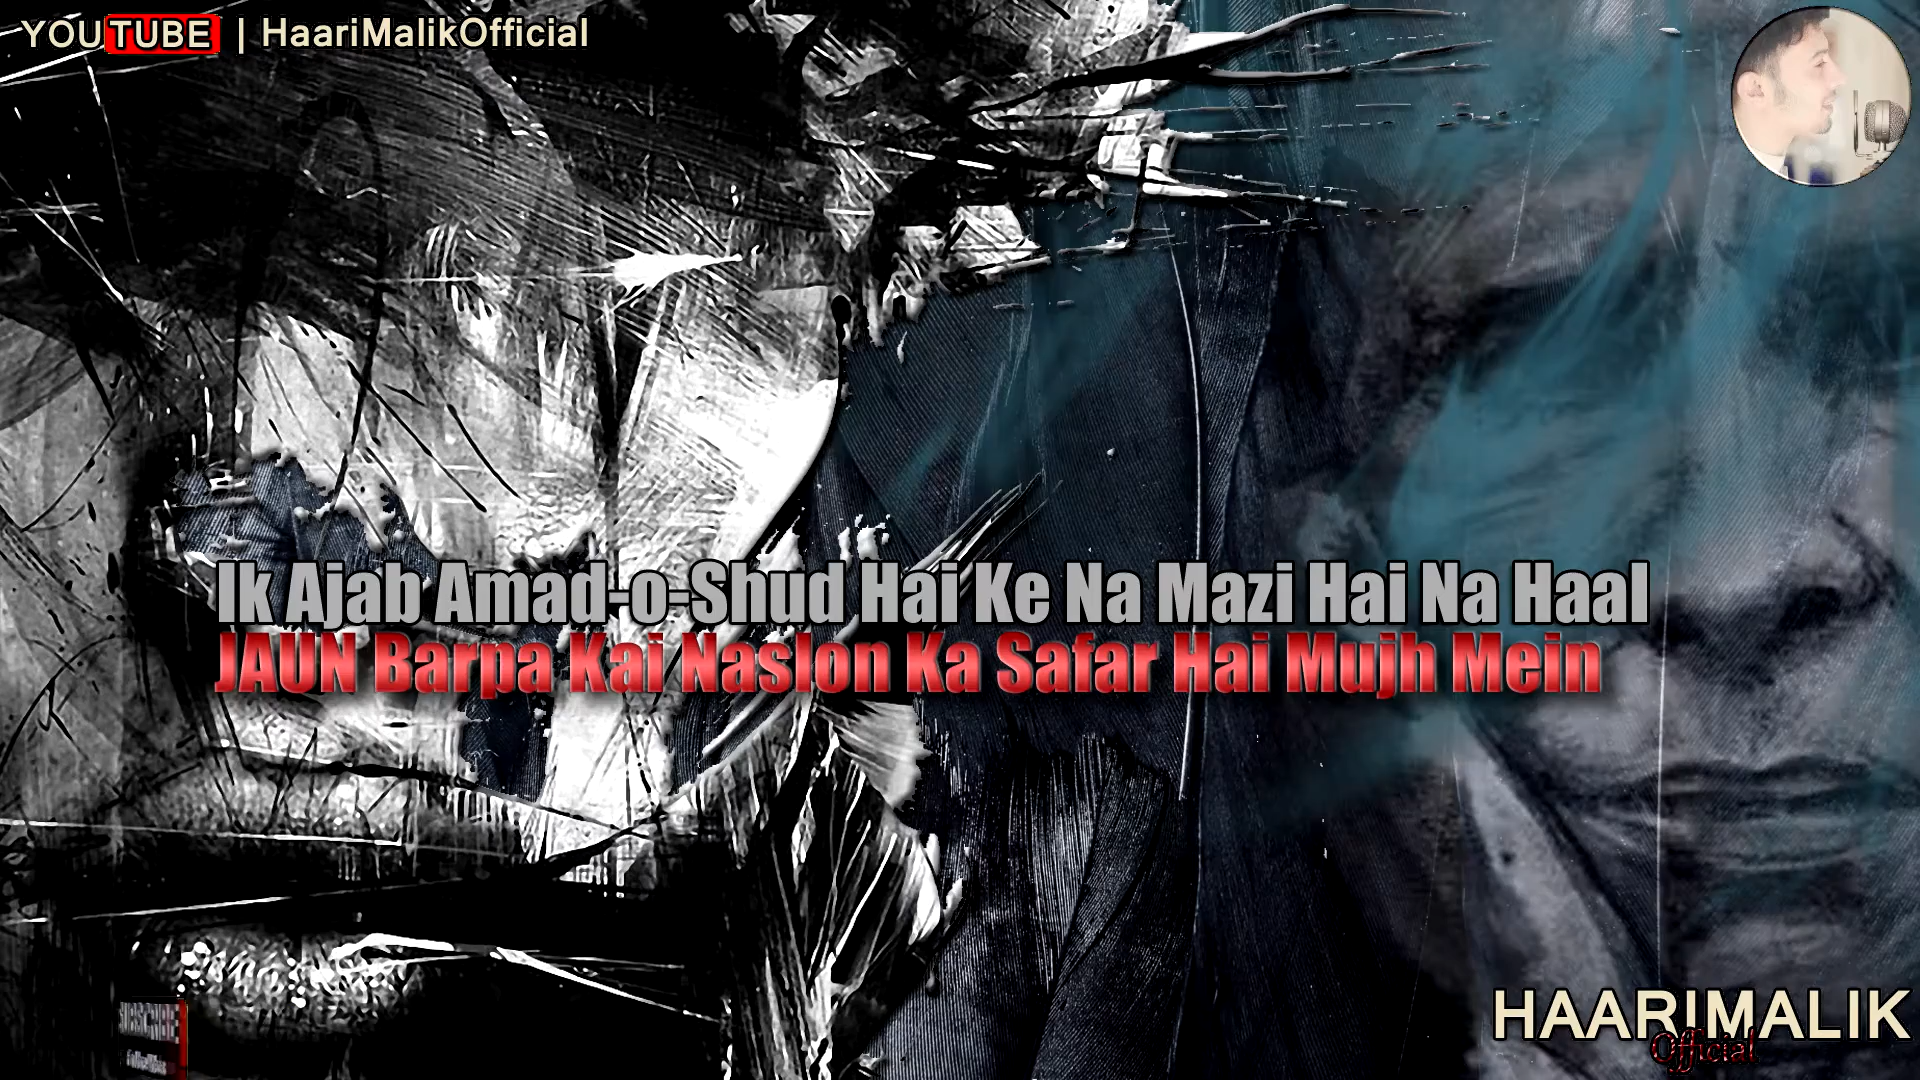 YOUTUBE | HaariMalikOfficial
Ik Ajab Amad-o-Shud Hai Ke Na Mazi Hai Na Haal
JAUN Barpa Kai Naslon Ka Safar Hai Mujh Mein
HAARIMALIK
Official